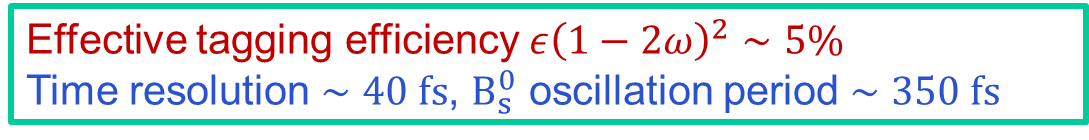 Effective tagging efficiency ϵ(1 − 2ω)² ~ 5%
Time resolution ~ 40 fs, B⁰ₛ oscillation period ~ 350 fs